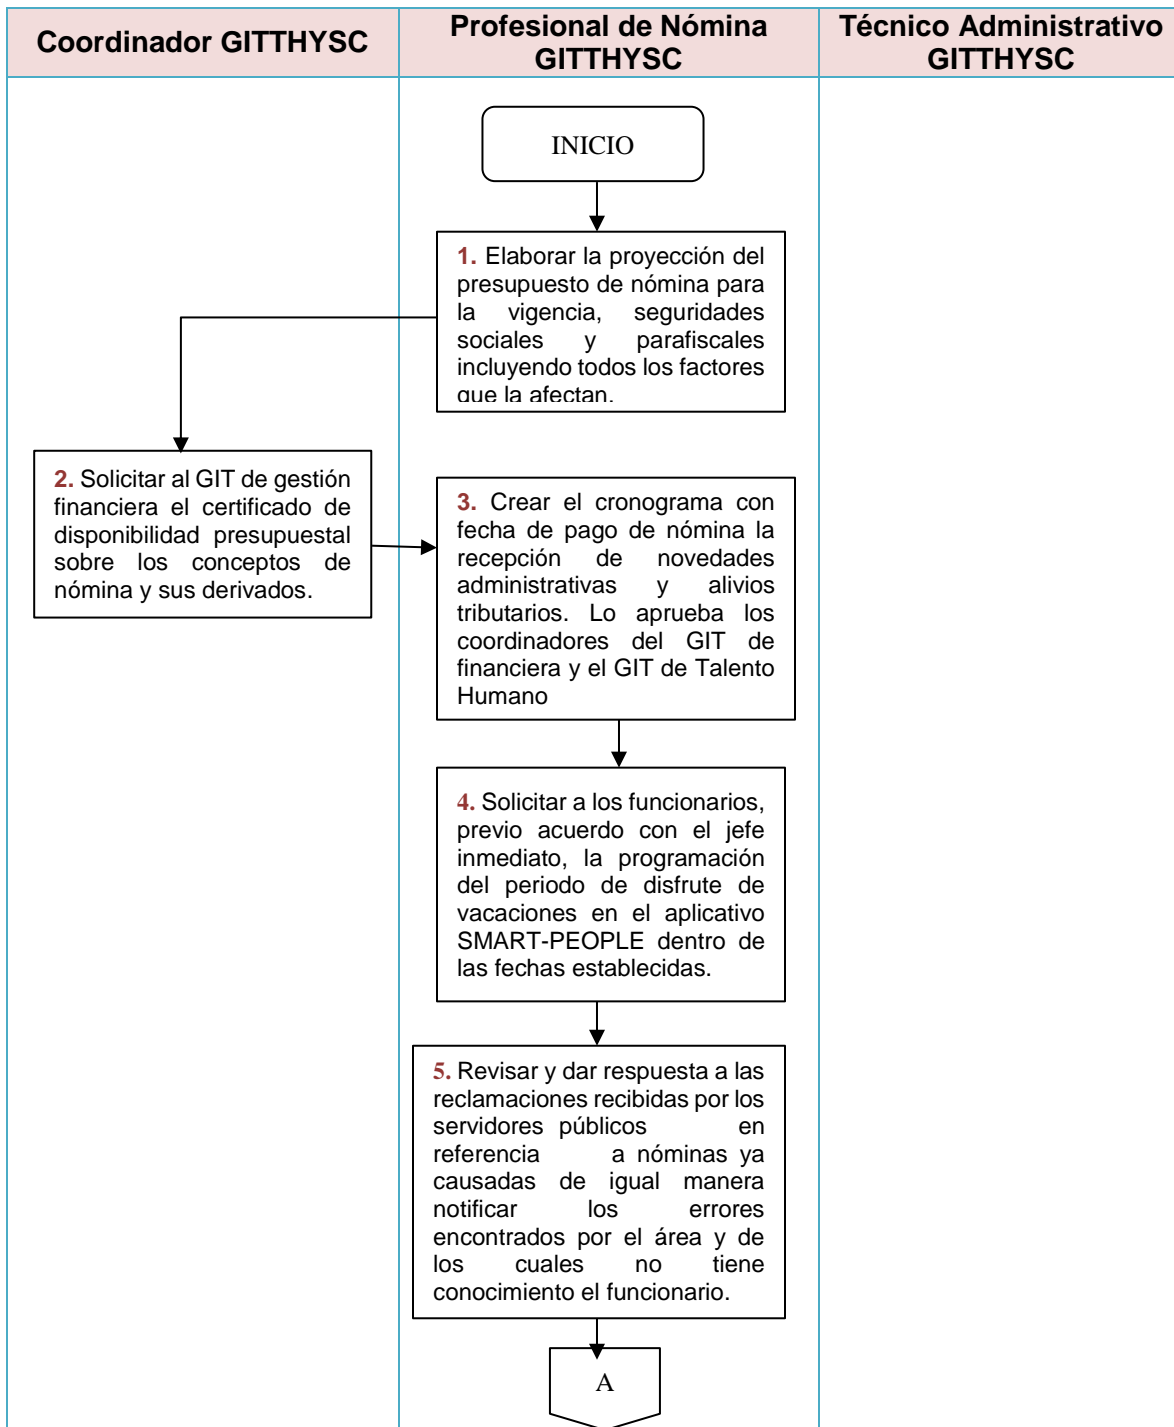 Coordinador GITTHYSC
Profesional de Nómina
GITTHYSC
Técnico Administrativo
GITTHYSC
INICIO
1. Elaborar la proyección del
presupuesto de nómina para
la vigencia, seguridades
sociales y parafiscales
incluyendo todos los factores
que la afectan.
2. Solicitar al GIT de gestión
financiera el certificado de
disponibilidad presupuestal
sobre los conceptos de
nómina y sus derivados.
3. Crear el cronograma con
fecha de pago de nómina la
recepción de novedades
administrativas y alivios
tributarios. Lo aprueba los
coordinadores del GIT de
financiera y el GIT de Talento
Humano
4. Solicitar a los funcionarios,
previo acuerdo con el jefe
inmediato, la programación
del periodo de disfrute de
vacaciones en el aplicativo
SMART-PEOPLE dentro de
las fechas establecidas.
5. Revisar y dar respuesta a las
reclamaciones recibidas por los
servidores públicos en
referencia a nóminas ya
causadas de igual manera
notificar los errores
encontrados por el área y de
los cuales no tiene
conocimiento el funcionario.
A